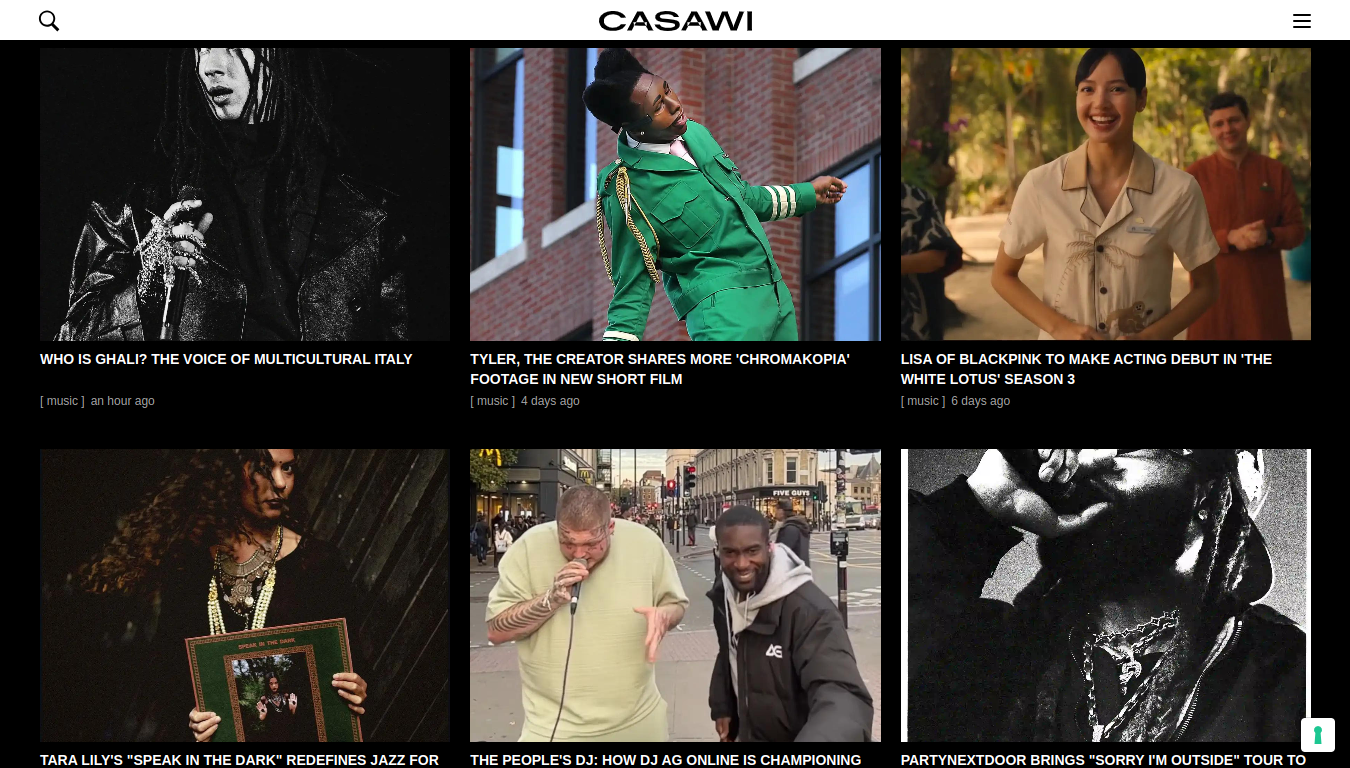 CASAWI
WHO IS GHALI? THE VOICE OF MULTICULTURAL ITALY
[ music ] an hour ago
TYLER, THE CREATOR SHARES MORE 'CHROMAKOPIA'
FOOTAGE IN NEW SHORT FILM
[ music ] 4 days ago
LISA OF BLACKPINK TO MAKE ACTING DEBUT IN 'THE
WHITE LOTUS' SEASON 3
[ music ] 6 days ago
SPEAK IN THE DARK
FIVE GUYS
AG
TARA LILY'S "SPEAK IN THE DARK" REDEFINES JAZZ FOR
THE PEOPLE'S DJ: HOW DJ AG ONLINE IS CHAMPIONING
PARTYNEXTDOOR BRINGS "SORRY I'M OUTSIDE" TOUR TO